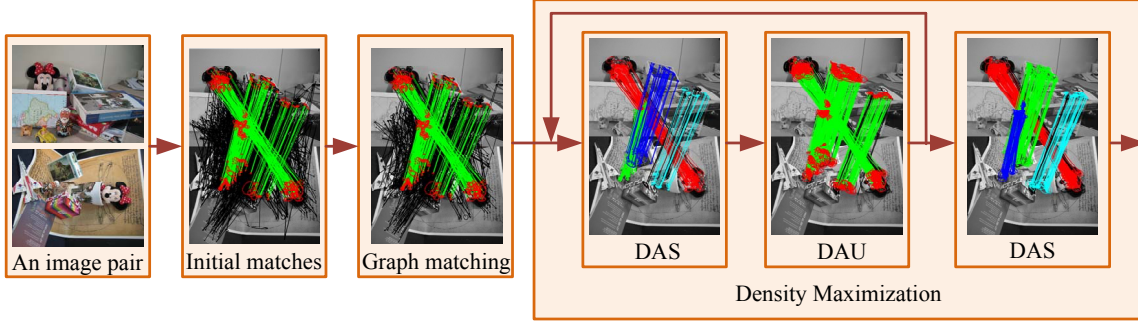 An image pair
Initial matches
Graph matching
DAS
DAU
DAS
Density Maximization